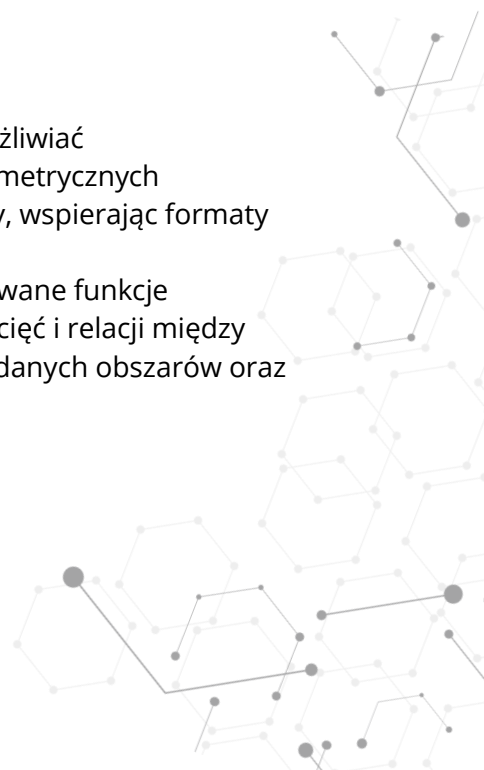 żliwiać
metrycznych
y, wspierając formaty
wane funkcje
cięć i relacji między
danych obszarów oraz